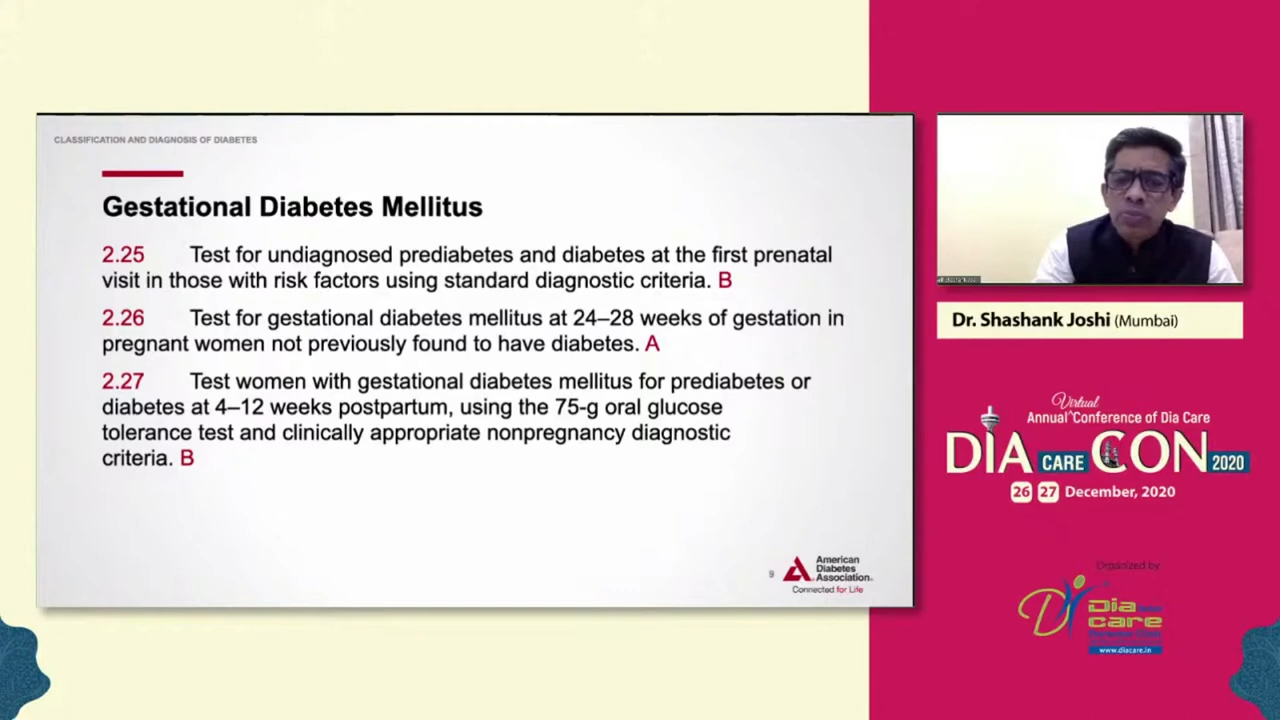 CLASSIFICATION AND DIAGNOSIS OF DIABETES
Gestational Diabetes Mellitus
2.25 Test for undiagnosed prediabetes and diabetes at the first prenatal
visit in those with risk factors using standard diagnostic criteria. B
2.26 Test for gestational diabetes mellitus at 24–28 weeks of gestation in
pregnant women not previously found to have diabetes. A
2.27 Test women with gestational diabetes mellitus for prediabetes or
diabetes at 4–12 weeks postpartum, using the 75-g oral glucose
tolerance test and clinically appropriate nonpregnancy diagnostic
criteria. B
9
American
Diabetes
Association.
Connected for Life
Dr. Shashank Joshi (Mumbai)
Virtual
Annual ^ Conference of Dia Care
DIA CARE CON 2020
26 27 December, 2020
Organized by
Dia
care
www.diacare.in